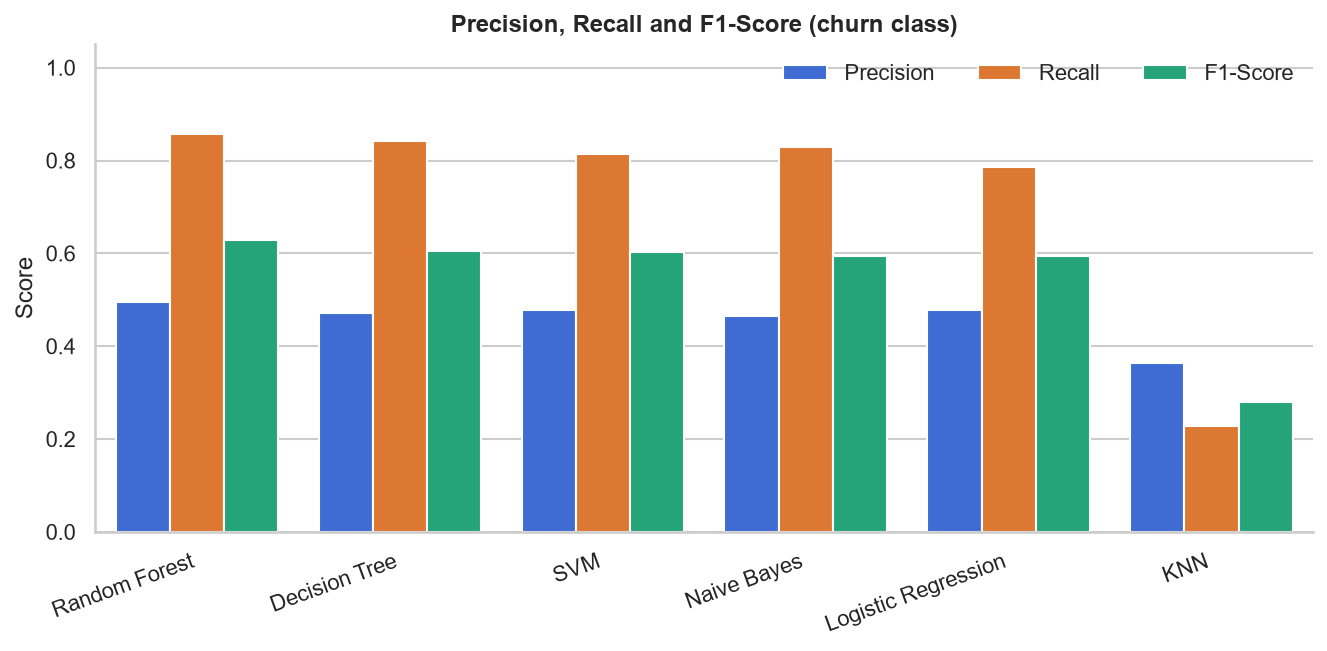 Precision, Recall and F1-Score (churn class)
Precision Recall F1-Score
1.0
0.8
0.6
0.4
0.2
0.0
Score
Random Forest
Decision Tree
SVM
Naive Bayes
Logistic Regression
KNN